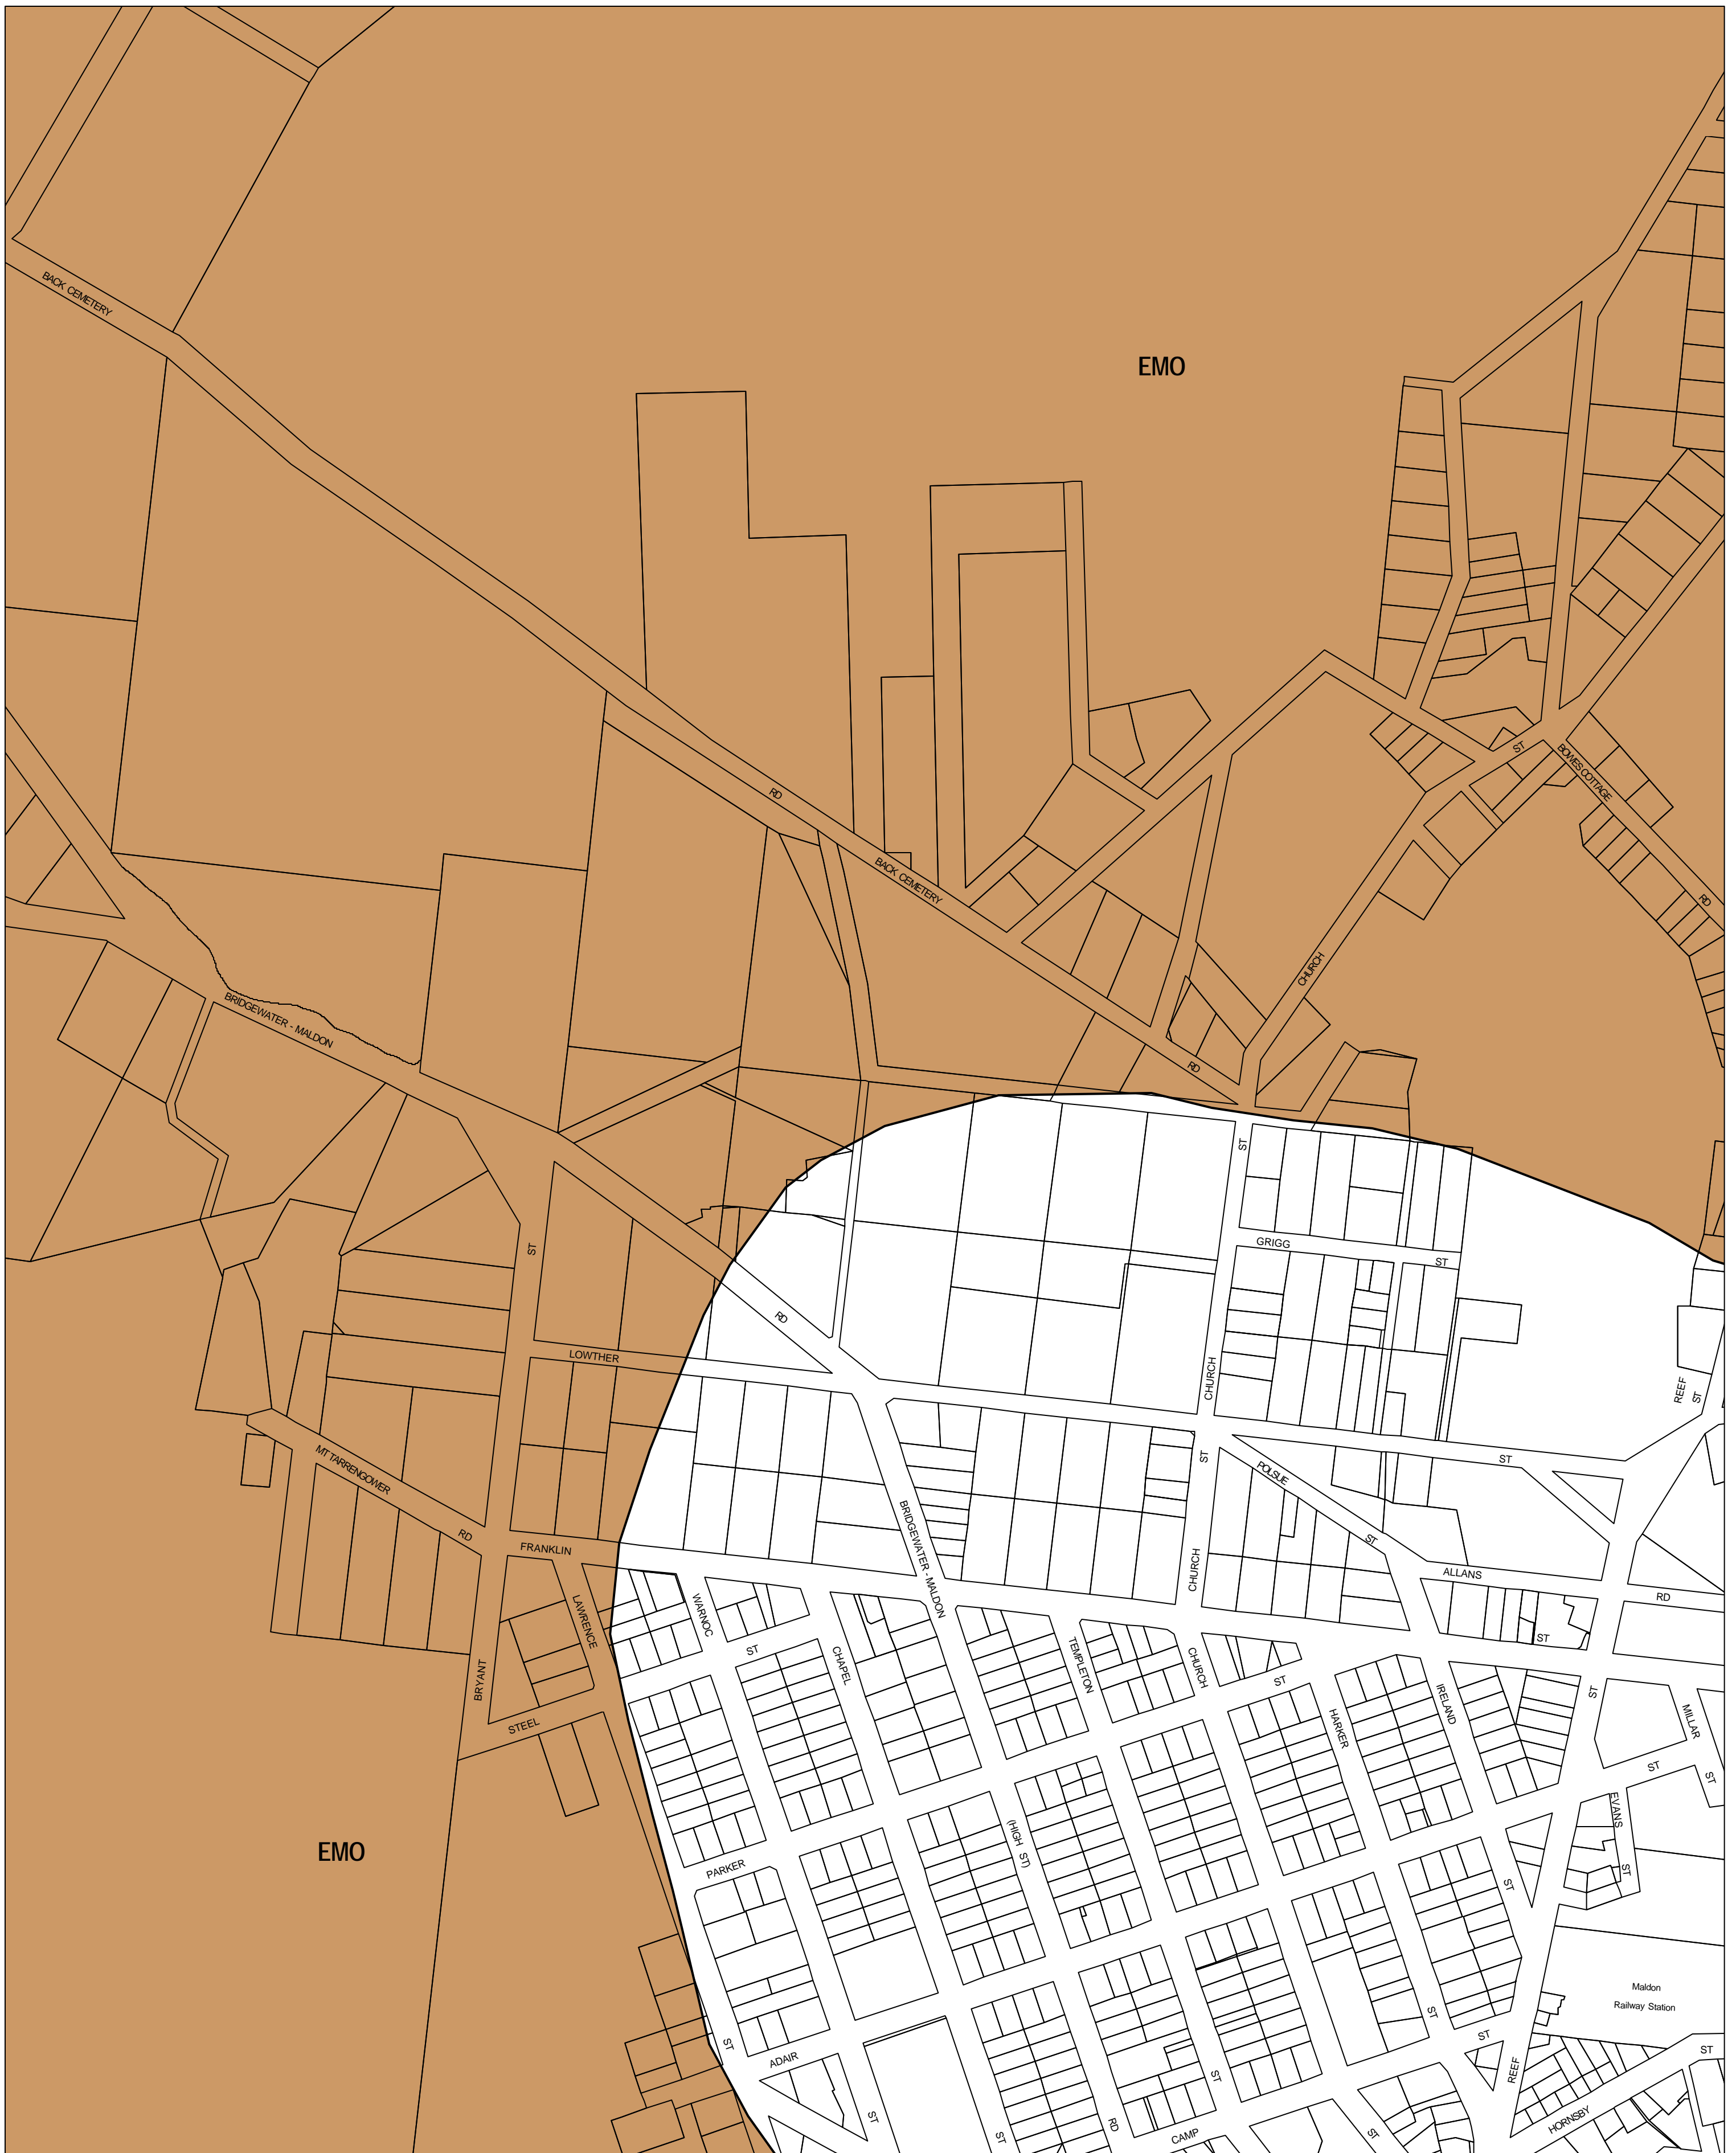 BACK CEMETERY
EMO
ST
BOWES COTTAGE
RD
BACK CEMETERY
RD
CHURCH
BRIDGEWATER - MALDON
RD
ST
GRIGG
ST
ST
RD
LOWTHER
CHURCH
REEF
ST
MT TARRENGOWER
RD
ST
POLSUE
ST
ST
BRIDGEWATER - MALDON
FRANKLIN
CHURCH
ALLANS
RD
LAWRENCE
WARNOC
ST
ST
CHAPEL
TEMPLETON
CHURCH
ST
BRYANT
STEEL
HARKER
IRELAND
ST
MILLAR
ST
ST
EVANS
ST
(HIGH ST)
EMO
PARKER
ST
Maldon
Railway Station
ST
ST
ST
ADAIR
ST
REEF
ST
ST
HORNSBY
ST
RD
CAMP
ST